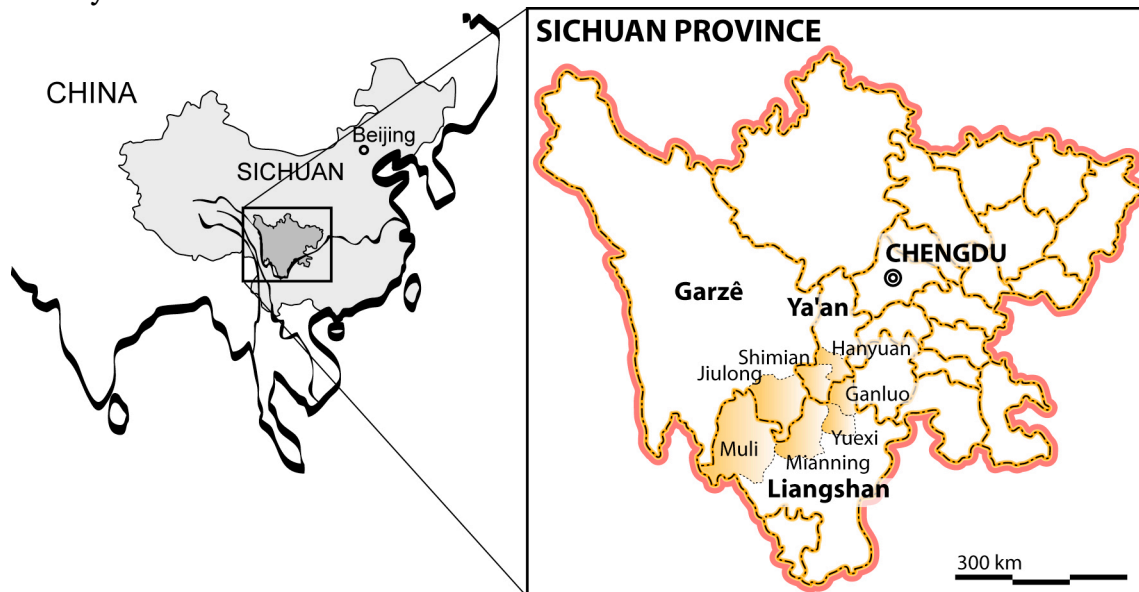 CHINA
Beijing
SICHUAN
SICHUAN PROVINCE
CHENGDU
Garzê
Ya'an
Hanyuan
Shimian
Jiulong
Ganluo
Yuexi
Muli
Mianning
Liangshan
300 km